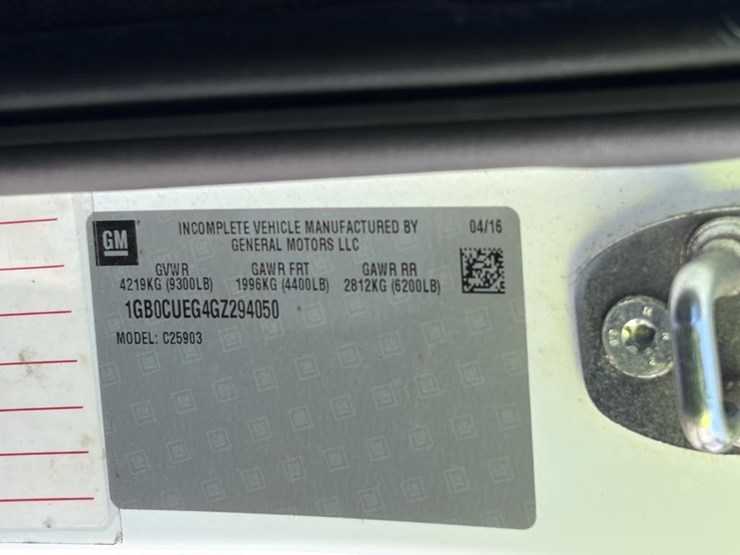 GM
INCOMPLETE VEHICLE MANUFACTURED BY 04/16
GENERAL MOTORS LLC
GVWR GAWR FRT GAWR RR
4219KG (9300LB) 1996KG (4400LB) 2812KG (6200LB)
1GB0CUEG4GZ294050
MODEL: C25903